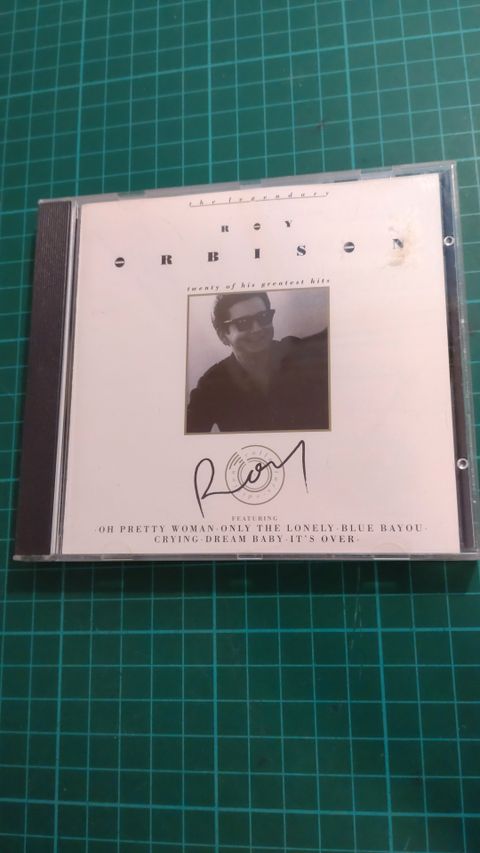 the legendary
ROY
ORBISON
twenty of his greatest hits
Roy
FEATURING
·OH PRETTY WOMAN·ONLY THE LONELY·BLUE BAYOU·
CRYING·DREAM BABY·IT'S OVER·